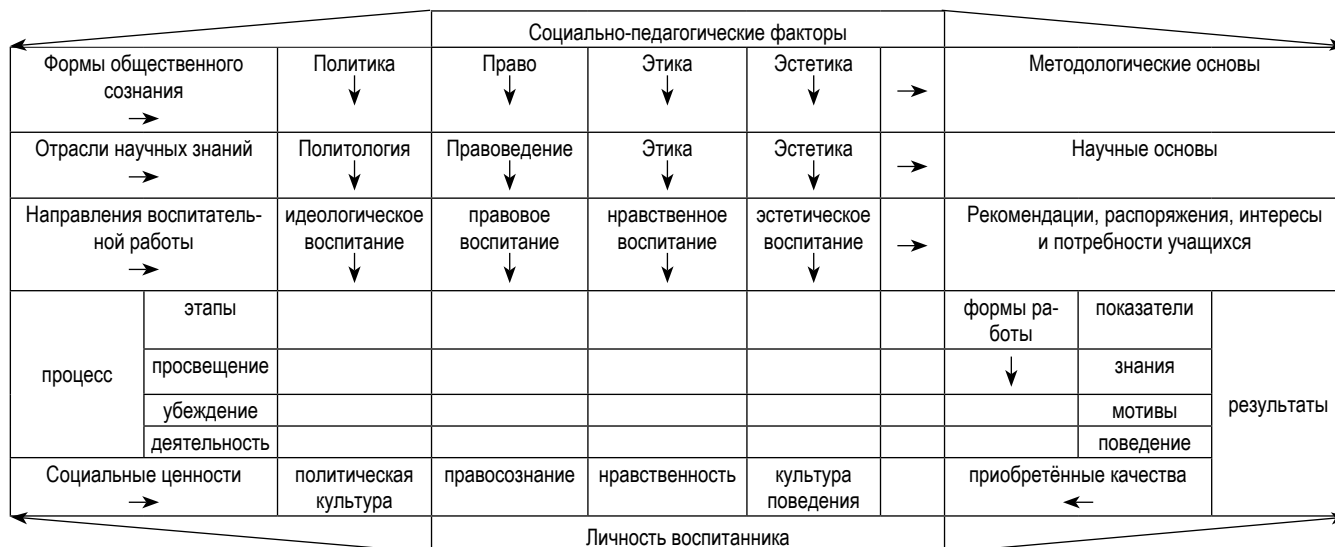 Социально-педагогические факторы
Формы общественного
сознания
Политика
Право
Этика
Эстетика
Методологические основы
Отрасли научных знаний
Политология
Правоведение
Этика
Эстетика
Научные основы
Направления воспитатель-
ной работы
идеологическое
воспитание
правовое
воспитание
нравственное
воспитание
эстетическое
воспитание
Рекомендации, распоряжения, интересы
и потребности учащихся
процесс
этапы
формы ра-
боты
показатели
результаты
просвещение
знания
убеждение
мотивы
деятельность
поведение
Социальные ценности
политическая
культура
правосознание
нравственность
культура
поведения
приобретённые качества
Личность воспитанника